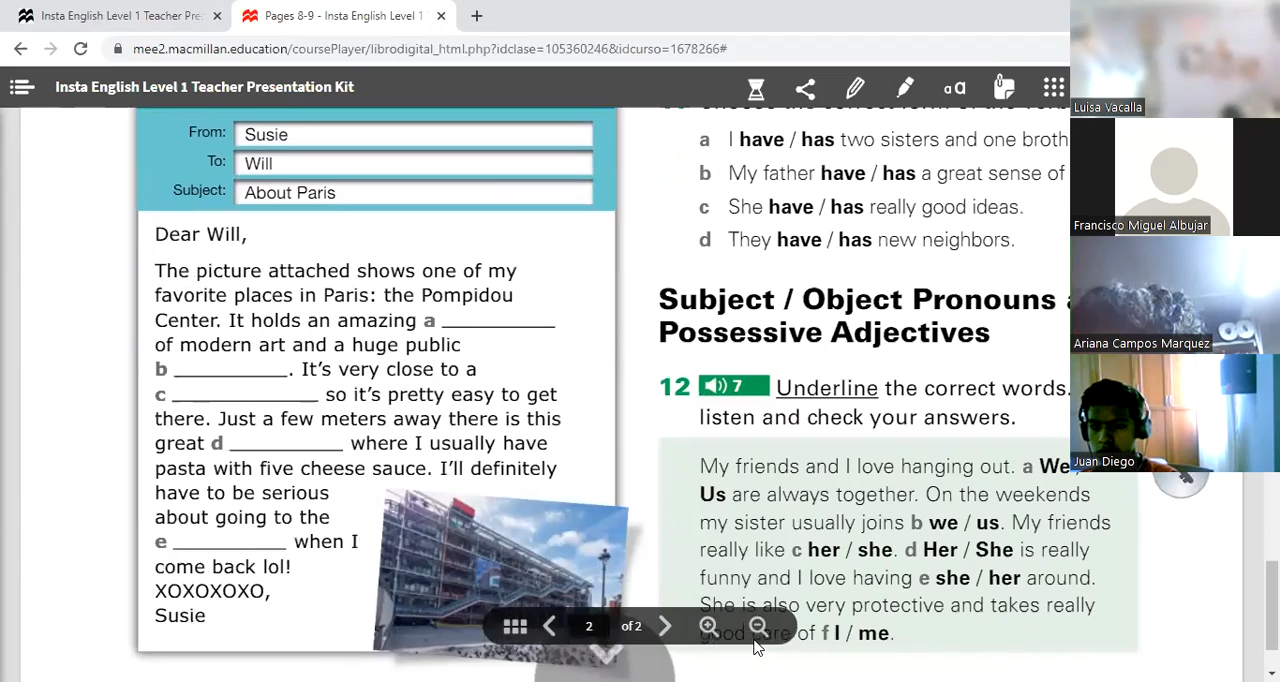 Insta English Level 1 Teacher Pre
Pages 8-9 - Insta English Level 1
mee2.macmillan.education/coursePlayer/librodigital_html.php?idclase=105360246&idcurso=1678266#
Insta English Level 1 Teacher Presentation Kit
aa
From: Susie
To: Will
Subject: About Paris
Dear Will,
The picture attached shows one of my
favorite places in Paris: the Pompidou
Center. It holds an amazing a ___________
of modern art and a huge public
b ___________. It's very close to a
c ______________ so it's pretty easy to get
there. Just a few meters away there is this
great d ____________ where I usually have
pasta with five cheese sauce. I'll definitely
have to be serious
about going to the
e ___________ when I
come back lol!
XOXOXOXO,
Susie
a I have / has two sisters and one broth
b My father have / has a great sense of
c She have / has really good ideas.
d They have / has new neighbors.
Subject / Object Pronouns
Possessive Adjectives
12 7 Underline the correct words.
listen and check your answers.
My friends and I love hanging out. a We
Us are always together. On the weekends
my sister usually joins b we / us. My friends
really like c her / she. d Her / She is really
funny and I love having e she / her around.
She is also very protective and takes really
good care of f I / me.
2 of 2
Luisa Vacalla
Francisco Miguel Albujar
Ariana Campos Marquez
Juan Diego